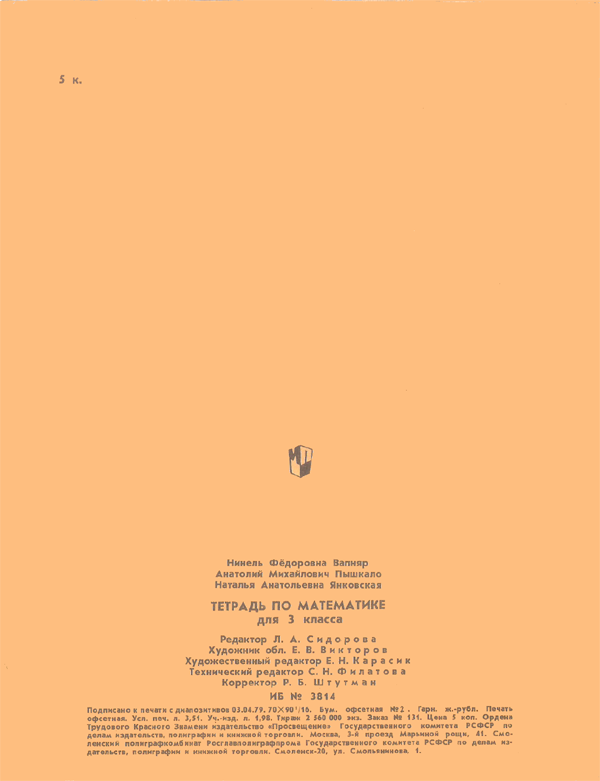 5 к.
ИП
Нинель Фёдоровна Вапняр
Анатолий Михайлович Пышкало
Наталья Анатольевна Янковская
ТЕТРАДЬ ПО МАТЕМАТИКЕ
для 3 класса
Редактор Л. А. Сидорова
Художник обл. Е. В. Викторов
Художественный редактор Е. Н. Карасик
Технический редактор С. Н. Филатова
Корректор Р. Б. Штутман
ИБ № 3814
Подписано к печати с диапозитивов 03.04.79. 70×90¹/16. Бум. офсетная №2. Гарн. ж.-рубл. Печать
офсетная. Усл. печ. л. 3,51. Уч.-изд. л. 1,98. Тираж 2 360 000 экз. Заказ № 131. Цена 5 коп. Ордена
Трудового Красного Знамени издательство «Просвещение» Государственного комитета РСФСР по
делам издательств, полиграфии и книжной торговли. Москва, 3-й проезд Марьиной рощи, 41. Смо-
ленский полиграфкомбинат Росглавполиграфпрома Государственного комитета РСФСР по делам из-
дательств, полиграфии и книжной торговли. Смоленск-20, ул. Смольянинова, 1.